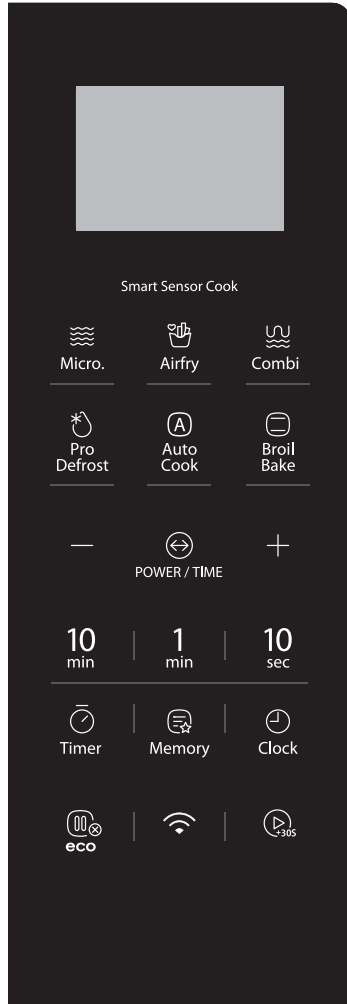 Smart Sensor Cook
Micro. Airfry Combi
Pro Auto Broil
Defrost Cook Bake
A
POWER / TIME
10 1 10
min min sec
Timer Memory Clock
+30S
eco